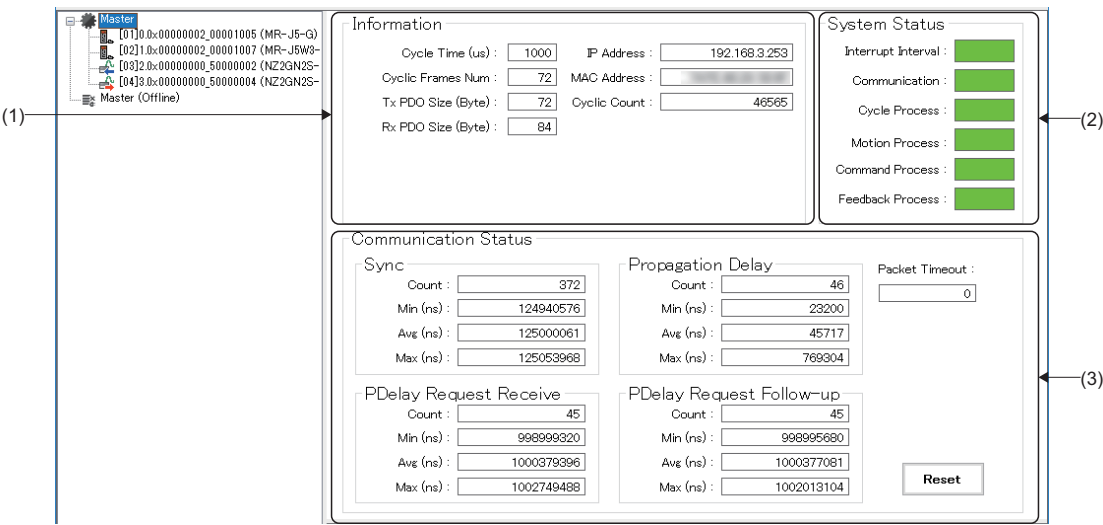 Master
[01]0.0x00000002_00001005 (MR-J5-G)
[02]1.0x00000002_00001007 (MR-J5W3-
[03]2.0x00000000_50000002 (NZ2GN2S-
[04]3.0x00000000_50000004 (NZ2GN2S-
Master (Offline)
(1)
Information
Cycle Time (us) : 1000 IP Address : 192.168.3.253
Cyclic Frames Num : 72 MAC Address :
Tx PDO Size (Byte) : 72 Cyclic Count : 46565
Rx PDO Size (Byte) : 84
System Status
Interrupt Interval :
Communication :
Cycle Process :
Motion Process :
Command Process :
Feedback Process :
(2)
Communication Status
Sync
Count : 372
Min (ns) : 124940576
Avg (ns) : 125000061
Max (ns) : 125053968
Propagation Delay
Count : 46
Min (ns) : 23200
Avg (ns) : 45717
Max (ns) : 769304
Packet Timeout :
0
PDelay Request Receive
Count : 45
Min (ns) : 998999320
Avg (ns) : 1000379396
Max (ns) : 1002749488
PDelay Request Follow-up
Count : 45
Min (ns) : 998995680
Avg (ns) : 1000377081
Max (ns) : 1002013104
Reset
(3)